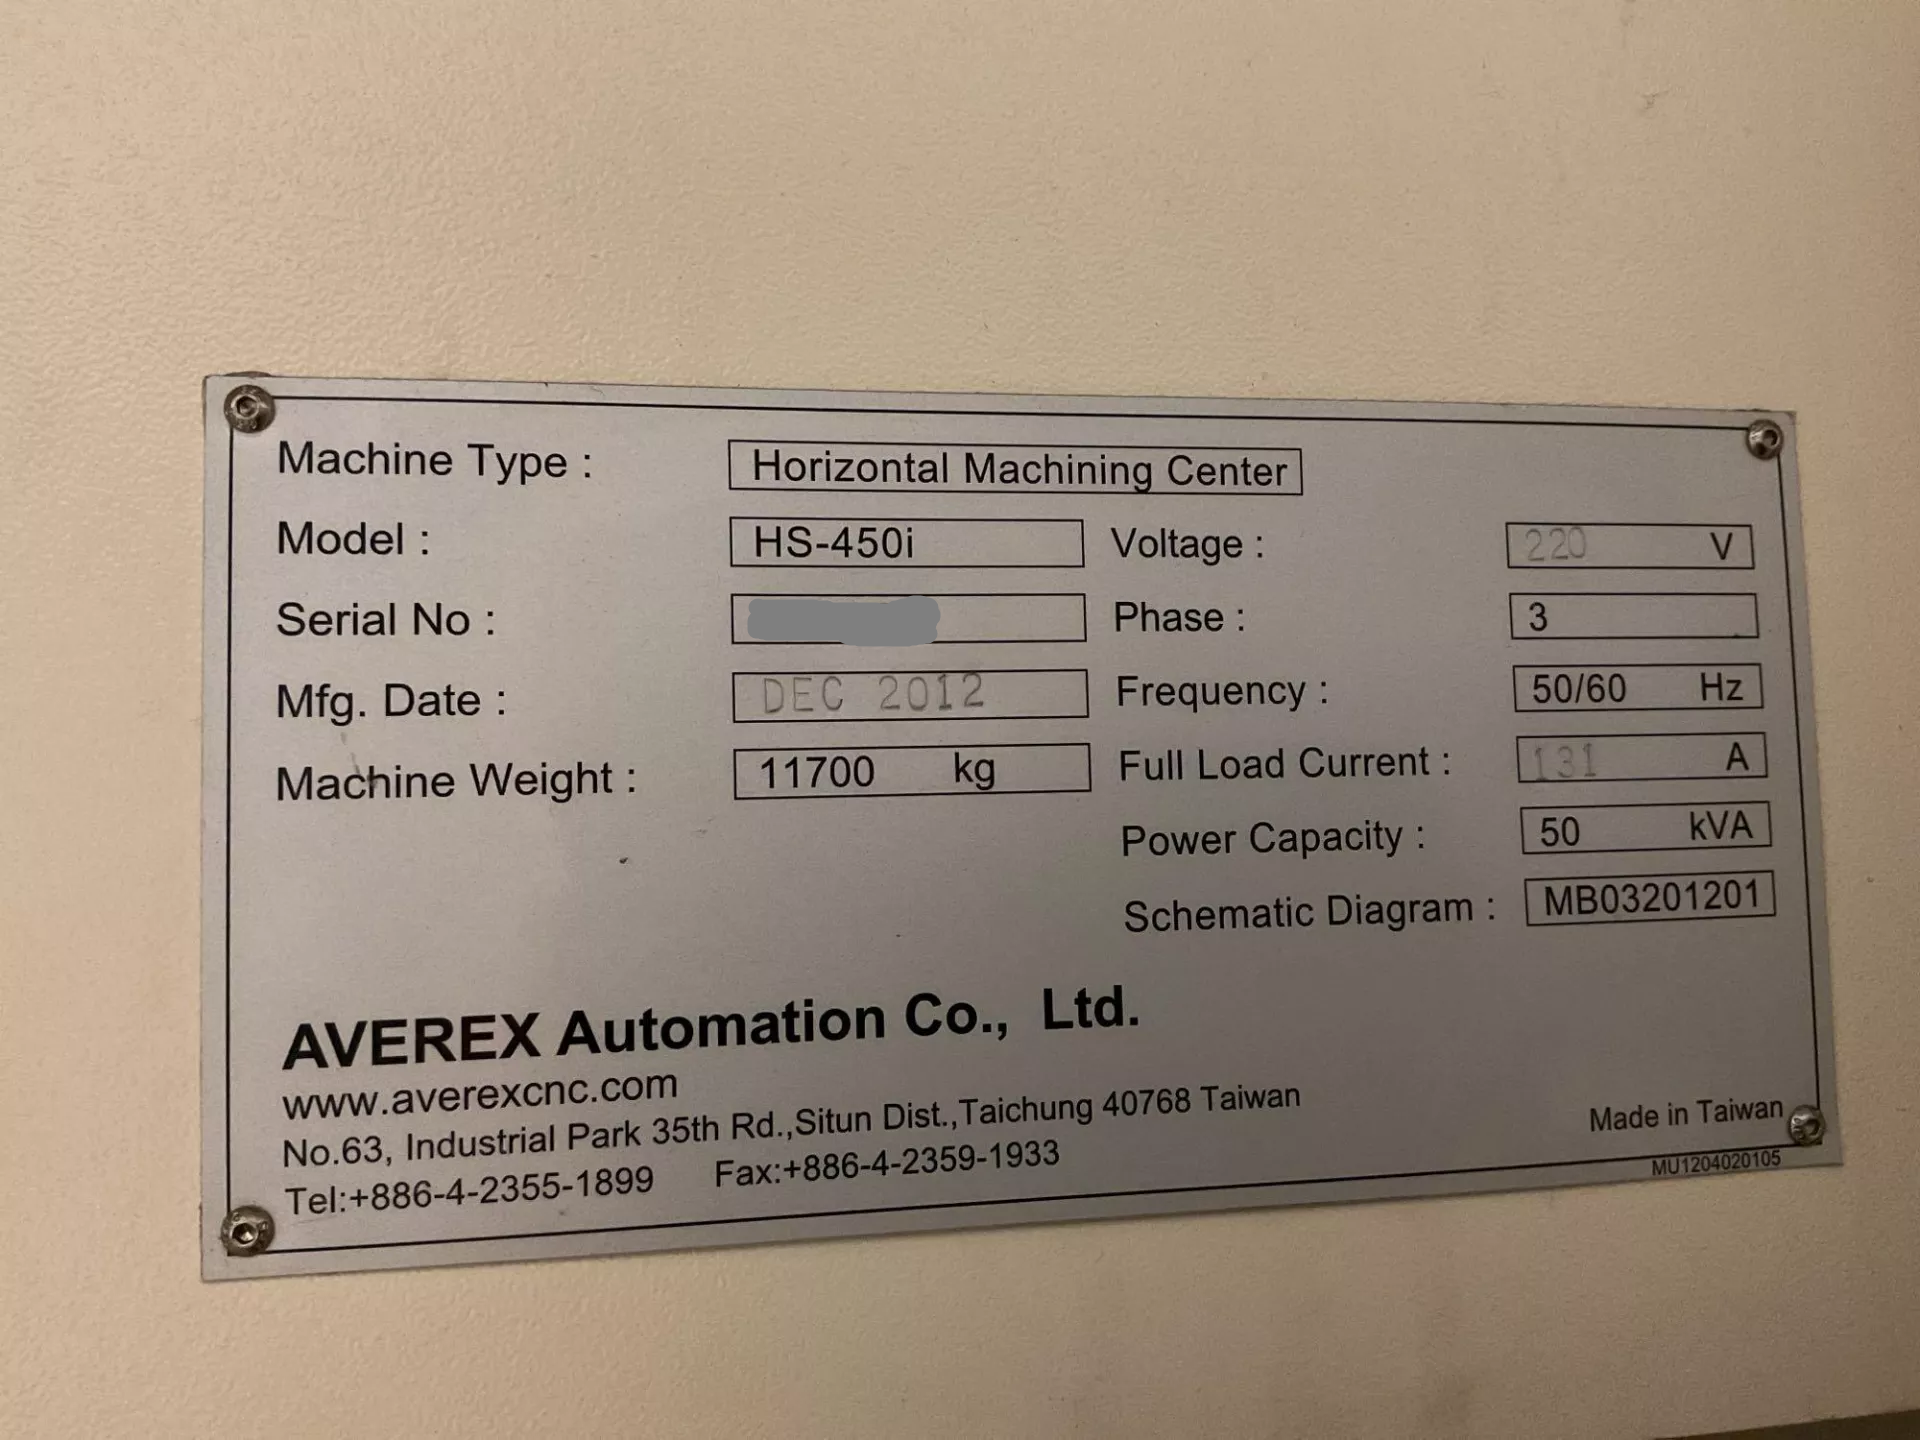 Machine Type : Horizontal Machining Center
Model : HS-450i Voltage : 220 V
Serial No : Phase : 3
Mfg. Date : DEC 2012 Frequency : 50/60 Hz
Machine Weight : 11700 kg Full Load Current : 131 A
Power Capacity : 50 kVA
Schematic Diagram : MB03201201
AVEREX Automation Co., Ltd.
www.averexcnc.com
No.63, Industrial Park 35th Rd.,Situn Dist.,Taichung 40768 Taiwan
Tel:+886-4-2355-1899 Fax:+886-4-2359-1933
Made in Taiwan
MU1204020105